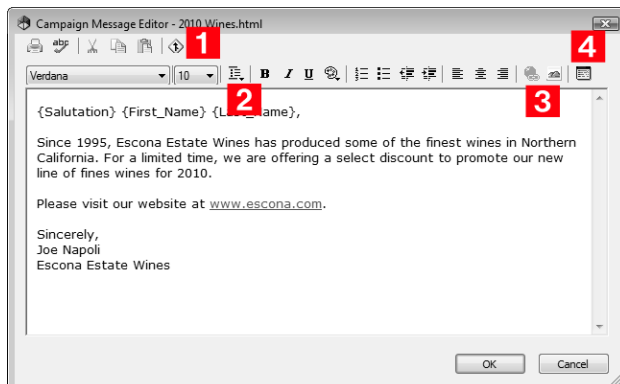 Campaign Message Editor - 2010 Wines.html
1
4
Verdana
10
B I U
2
3
{Salutation} {First_Name}
Since 1995, Escona Estate Wines has produced some of the finest wines in Northern
California. For a limited time, we are offering a select discount to promote our new
line of fines wines for 2010.
Please visit our website at www.escona.com.
Sincerely,
Joe Napoli
Escona Estate Wines
OK
Cancel